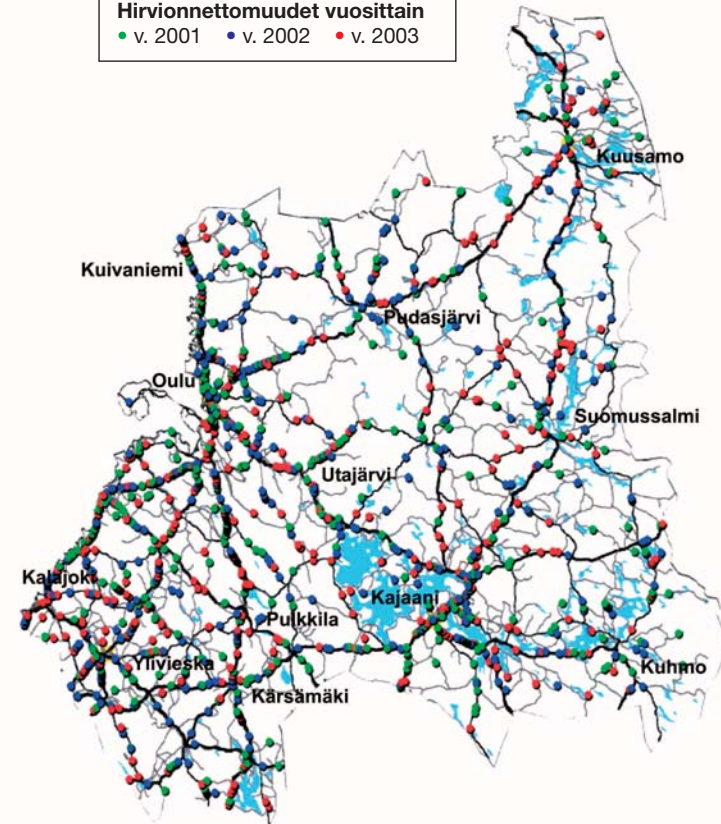 Hirvionnettomuudet vuosittain
• v. 2001 • v. 2002 • v. 2003
Kuusamo
Kuivaniemi
Pudasjärvi
Oulu
Suomussalmi
Utajärvi
Kalajoki
Kajaani
Pulkkila
Ylivieska
Kuhmo
Kärsämäki